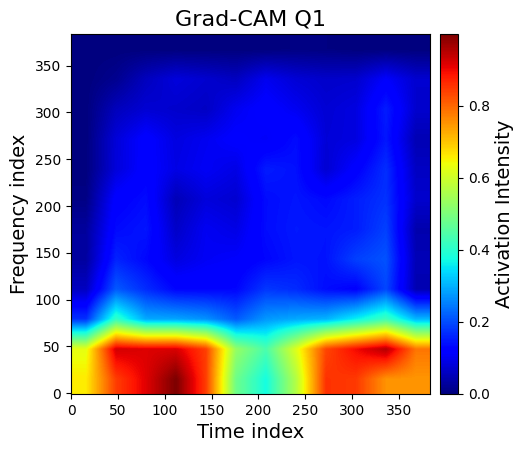 Grad-CAM Q1
Frequency index
350
300
250
200
150
100
50
0
0 50 100 150 200 250 300 350
Time index
0.8
0.6
0.4
0.2
0.0
Activation Intensity